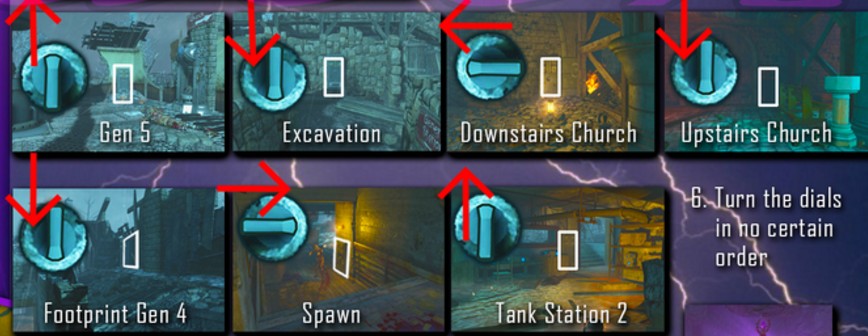 Gen 5
Excavation
Downstairs Church
Upstairs Church
Footprint Gen 4
Spawn
Tank Station 2
6. Turn the dials
in no certain
order